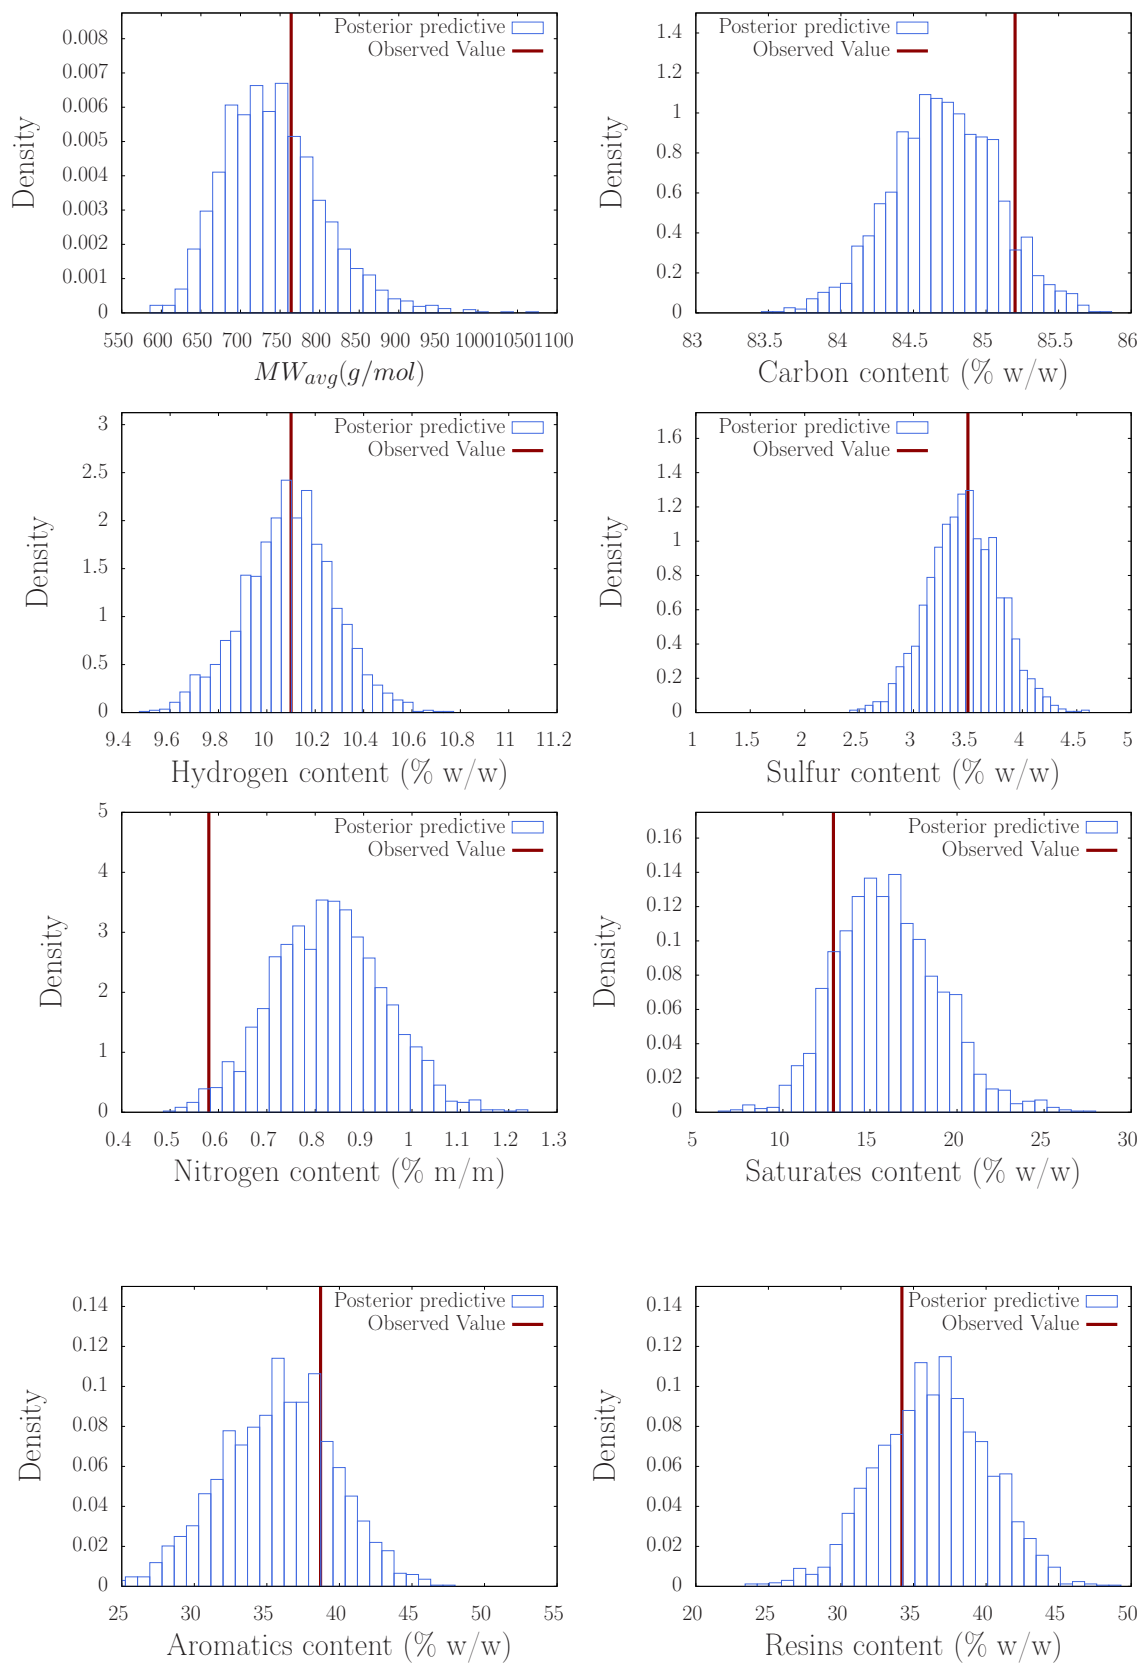 Posterior predictive
Observed Value
0.008
0.007
0.006
0.005
0.004
0.003
0.002
0.001
0
Density
550 600 650 700 750 800 850 900 950 1000 1050 1100
MW_avg(g/mol)
Posterior predictive
Observed Value
1.4
1.2
1
0.8
0.6
0.4
0.2
0
Density
83 83.5 84 84.5 85 85.5 86
Carbon content (% w/w)
Posterior predictive
Observed Value
3
2.5
2
1.5
1
0.5
0
Density
9.4 9.6 9.8 10 10.2 10.4 10.6 10.8 11 11.2
Hydrogen content (% w/w)
Posterior predictive
Observed Value
1.6
1.4
1.2
1
0.8
0.6
0.4
0.2
0
Density
1 1.5 2 2.5 3 3.5 4 4.5 5
Sulfur content (% w/w)
Posterior predictive
Observed Value
5
4
3
2
1
0
Density
0.4 0.5 0.6 0.7 0.8 0.9 1 1.1 1.2 1.3
Nitrogen content (% m/m)
Posterior predictive
Observed Value
0.16
0.14
0.12
0.1
0.08
0.06
0.04
0.02
0
Density
5 10 15 20 25 30
Saturates content (% w/w)
Posterior predictive
Observed Value
0.14
0.12
0.1
0.08
0.06
0.04
0.02
0
Density
25 30 35 40 45 50 55
Aromatics content (% w/w)
Posterior predictive
Observed Value
0.14
0.12
0.1
0.08
0.06
0.04
0.02
0
Density
20 25 30 35 40 45 50
Resins content (% w/w)